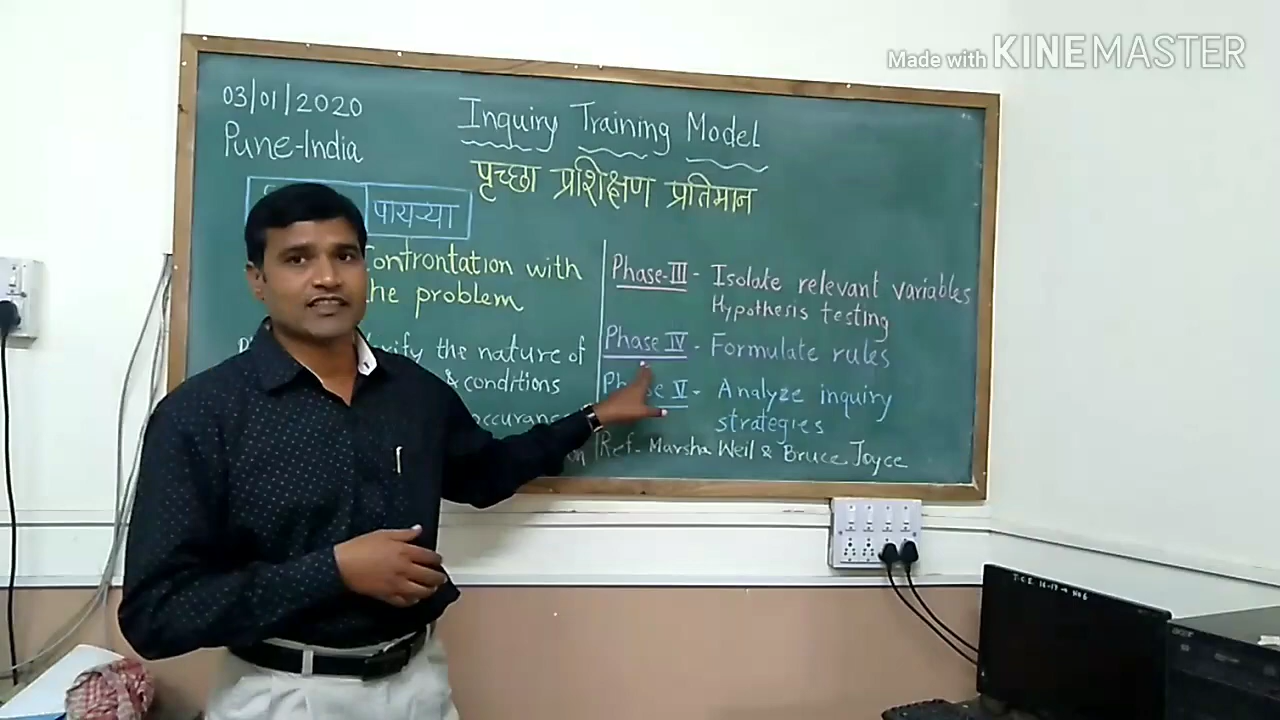 Made with KINEMASTER
03/01/2020
Pune-India
Inquiry Training Model
पृच्छा प्रशिक्षण प्रतिमान
पायऱ्या
Confrontation with
the problem
the nature of
& conditions
Phase-III - Isolate relevant variables
Hypothesis testing
Phase IV - Formulate rules
Phase V - Analyze inquiry
strategies
Ref- Marsha Weil & Bruce Joyce